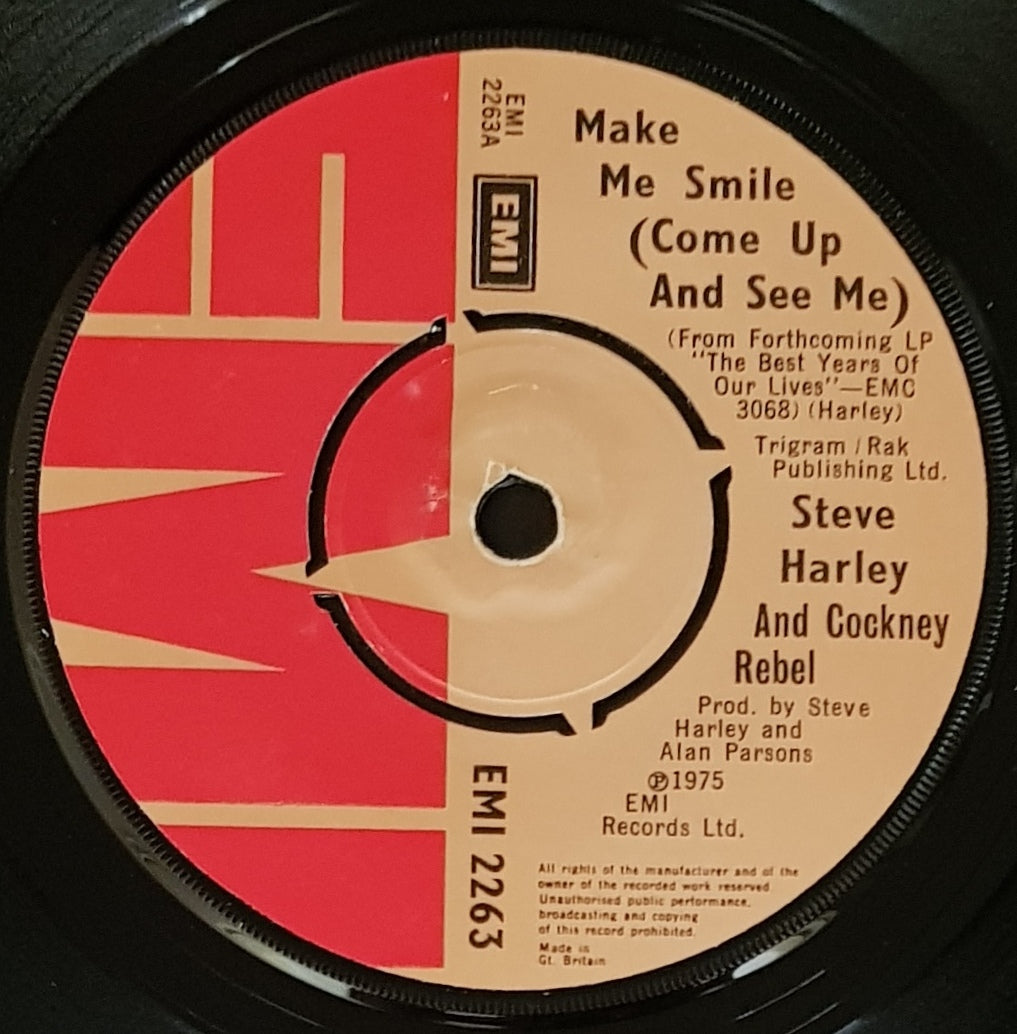 EMI
2263A
EMI
Make
Me Smile
(Come Up
And See Me)
(From Forthcoming LP
"The Best Years Of
Our Lives"—EMC
3068) (Harley)
Trigram / Rak
Publishing Ltd.
Steve
Harley
And Cockney
Rebel
Prod. by Steve
Harley and
Alan Parsons
℗1975
EMI
Records Ltd.
EMI 2263
All rights of the manufacturer and of the
owner of the recorded work reserved
Unauthorised public performance,
broadcasting and copying
of this record prohibited.
Made in
Gt. Britain
EMI